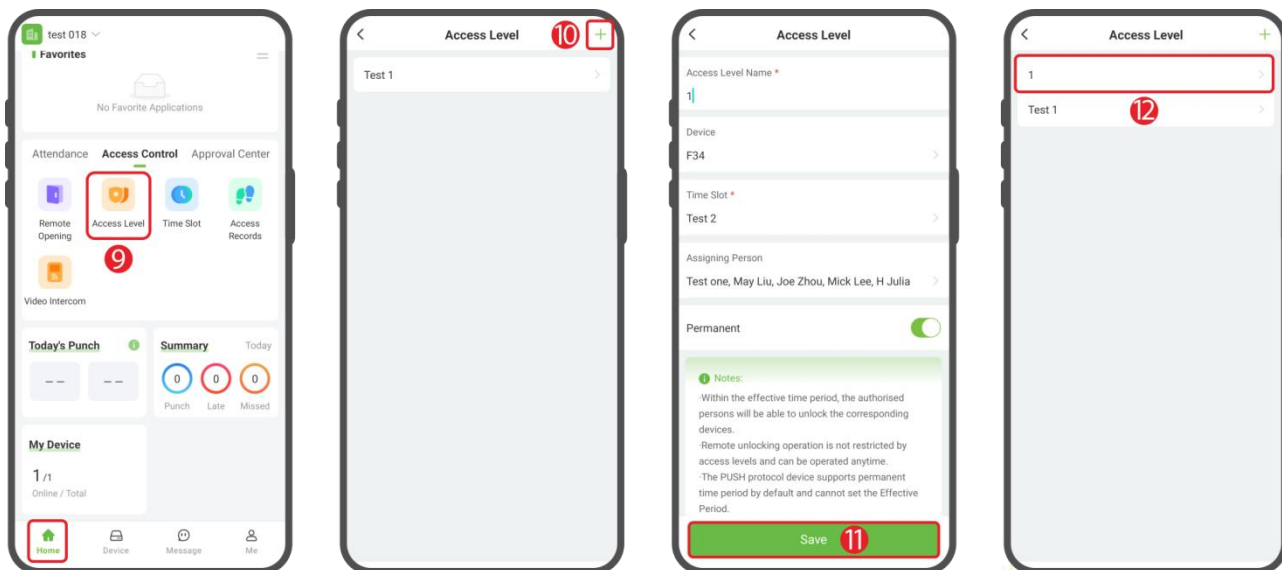 test 018
Favorites
No Favorite Applications
Attendance Access Control Approval Center
Remote Opening
Access Level
Time Slot
Access Records
9
Video Intercom
Today's Punch
-- --
Summary Today
0 0 0
Punch Late Missed
My Device
1 /1
Online / Total
Home Device Message Me
Access Level
10
+
Test 1
Access Level
Access Level Name *
1
Device
F34
Time Slot *
Test 2
Assigning Person
Test one, May Liu, Joe Zhou, Mick Lee, H Julia
Permanent
Notes:
·Within the effective time period, the authorised
persons will be able to unlock the corresponding
devices.
·Remote unlocking operation is not restricted by
access levels and can be operated anytime.
·The PUSH protocol device supports permanent
time period by default and cannot set the Effective
Period.
Save
11
Access Level
+
1
Test 1
12